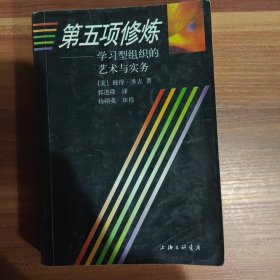 第五项修炼
学习型组织的
艺术与实务
[美] 彼得·圣吉 著
郭进隆 译
杨硕英 审校
上海三联书店